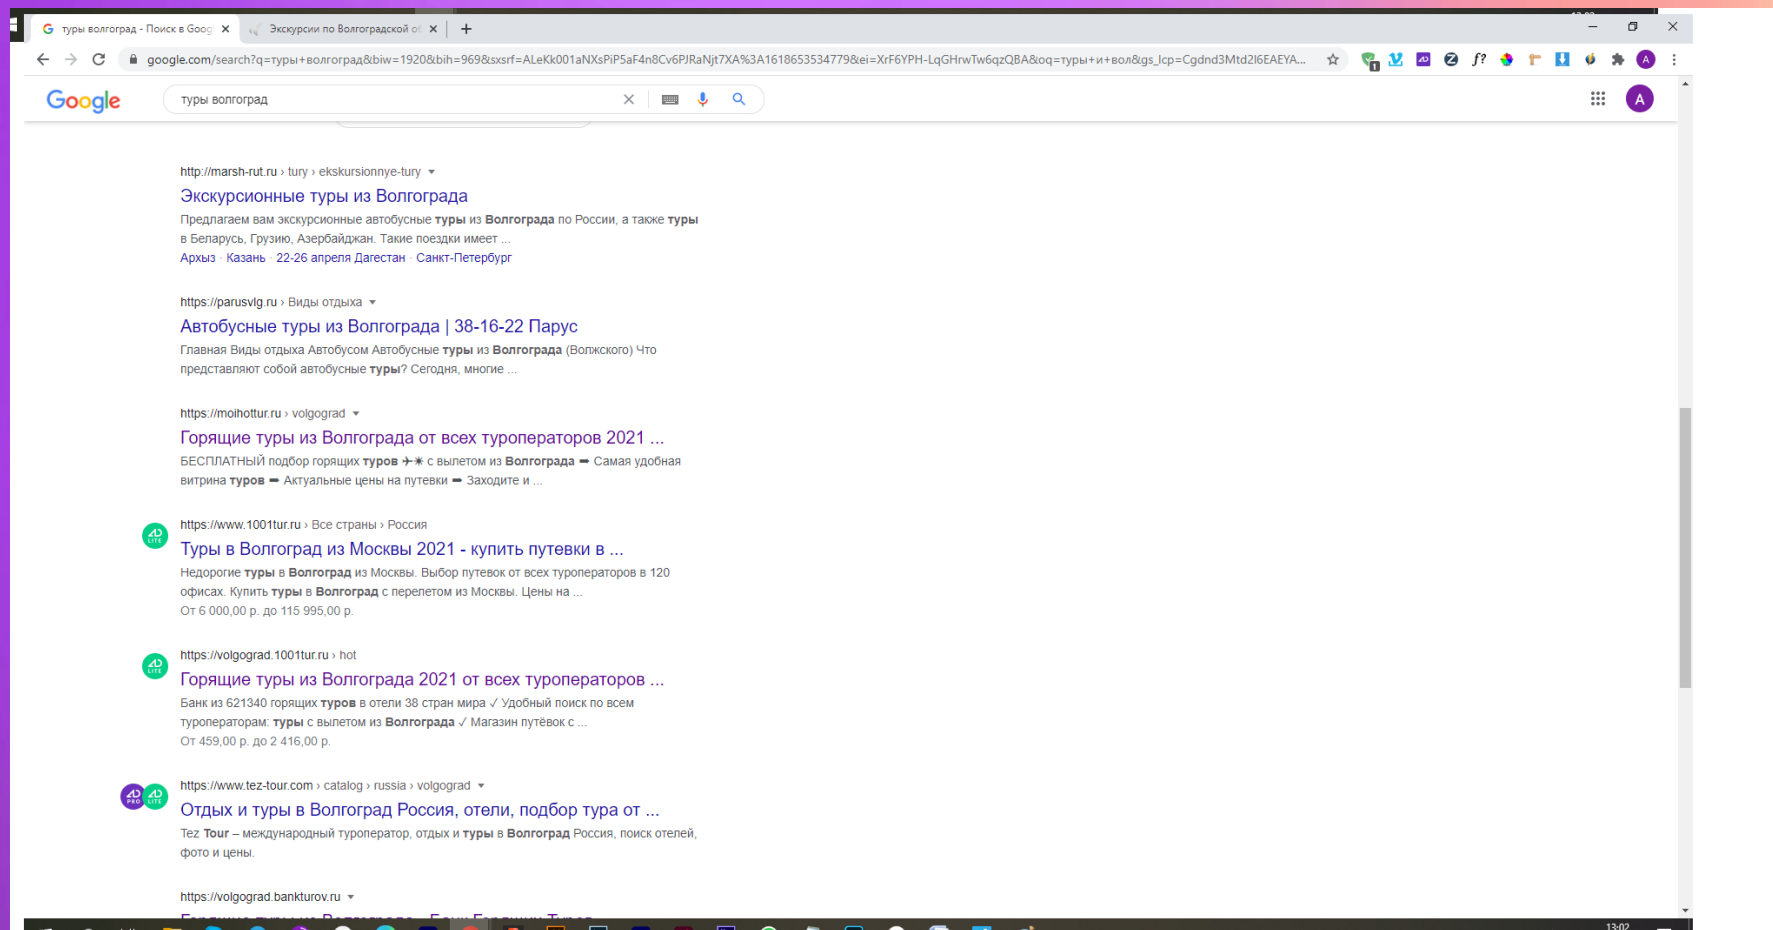 туры волгоград - Поиск в Goog
Экскурсии по Волгоградской об
google.com/search?q=туры+волгоград&biw=1920&bih=969&sxsrf=ALeKk001aNXsPiP5aF4n8Cv6PJRaNjt7XA%3A1618653534779&ei=XrF6YPH-LqGHrwTw6qzQBA&oq=туры+и+вол&gs_lcp=Cgdnd3Mtd2l6EAEYA...
Google
туры волгоград
A
http://marsh-rut.ru › tury › ekskursionnye-tury
Экскурсионные туры из Волгограда
Предлагаем вам экскурсионные автобусные туры из Волгограда по России, а также туры
в Беларусь, Грузию, Азербайджан. Такие поездки имеет ...
Архыз · Казань · 22-26 апреля Дагестан · Санкт-Петербург
https://parusvlg.ru › Виды отдыха
Автобусные туры из Волгограда | 38-16-22 Парус
Главная Виды отдыха Автобусом Автобусные туры из Волгограда (Волжского) Что
представляют собой автобусные туры? Сегодня, многие ...
https://moihottur.ru › volgograd
Горящие туры из Волгограда от всех туроператоров 2021 ...
БЕСПЛАТНЫЙ подбор горящих туров ✈☀ с вылетом из Волгограда ➡ Самая удобная
витрина туров ➡ Актуальные цены на путевки ➡ Заходите и ...
https://www.1001tur.ru › Все страны › Россия
LITE
Туры в Волгоград из Москвы 2021 - купить путевки в ...
Недорогие туры в Волгоград из Москвы. Выбор путевок от всех туроператоров в 120
офисах. Купить туры в Волгоград с перелетом из Москвы. Цены на ...
От 6 000,00 р. до 115 995,00 р.
https://volgograd.1001tur.ru › hot
LITE
Горящие туры из Волгограда 2021 от всех туроператоров ...
Банк из 621340 горящих туров в отели 38 стран мира ✓ Удобный поиск по всем
туроператорам: туры с вылетом из Волгограда ✓ Магазин путёвок с ...
От 459,00 р. до 2 416,00 р.
https://www.tez-tour.com › catalog › russia › volgograd
PRO LITE
Отдых и туры в Волгоград Россия, отели, подбор тура от ...
Tez Tour – международный туроператор, отдых и туры в Волгоград Россия, поиск отелей,
фото и цены.
https://volgograd.bankturov.ru
Горящие туры из Волгограда - Банк Горящих Туров
13:02